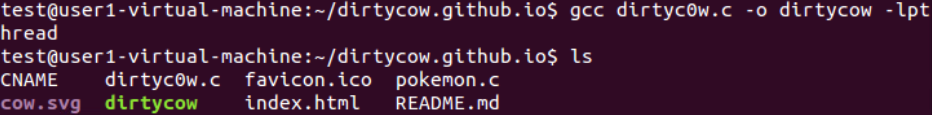 test@user1-virtual-machine:~/dirtycow.github.io$ gcc dirtyc0w.c -o dirtycow -lpt
hread
test@user1-virtual-machine:~/dirtycow.github.io$ ls
CNAME    dirtyc0w.c  favicon.ico  pokemon.c
cow.svg  dirtycow    index.html   README.md